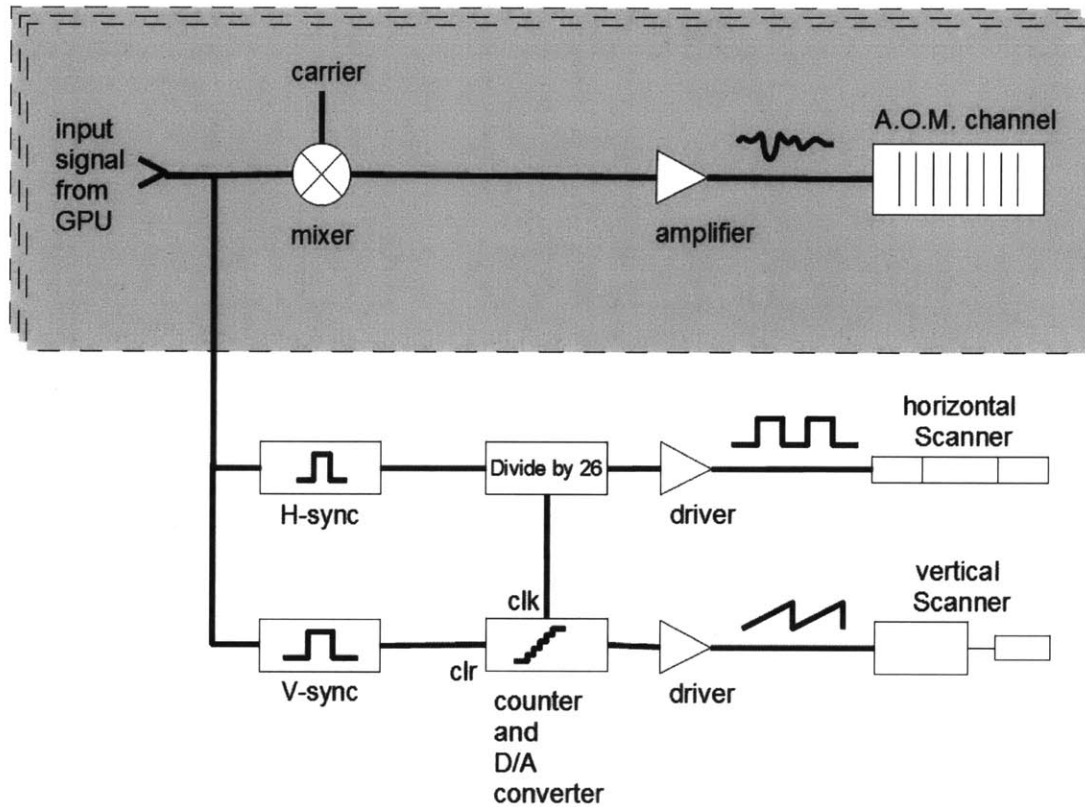 carrier
input
signal
from
GPU
mixer
amplifier
A.O.M. channel
H-sync
Divide by 26
driver
horizontal
Scanner
V-sync
clk
clr
counter
and
D/A
converter
driver
vertical
Scanner